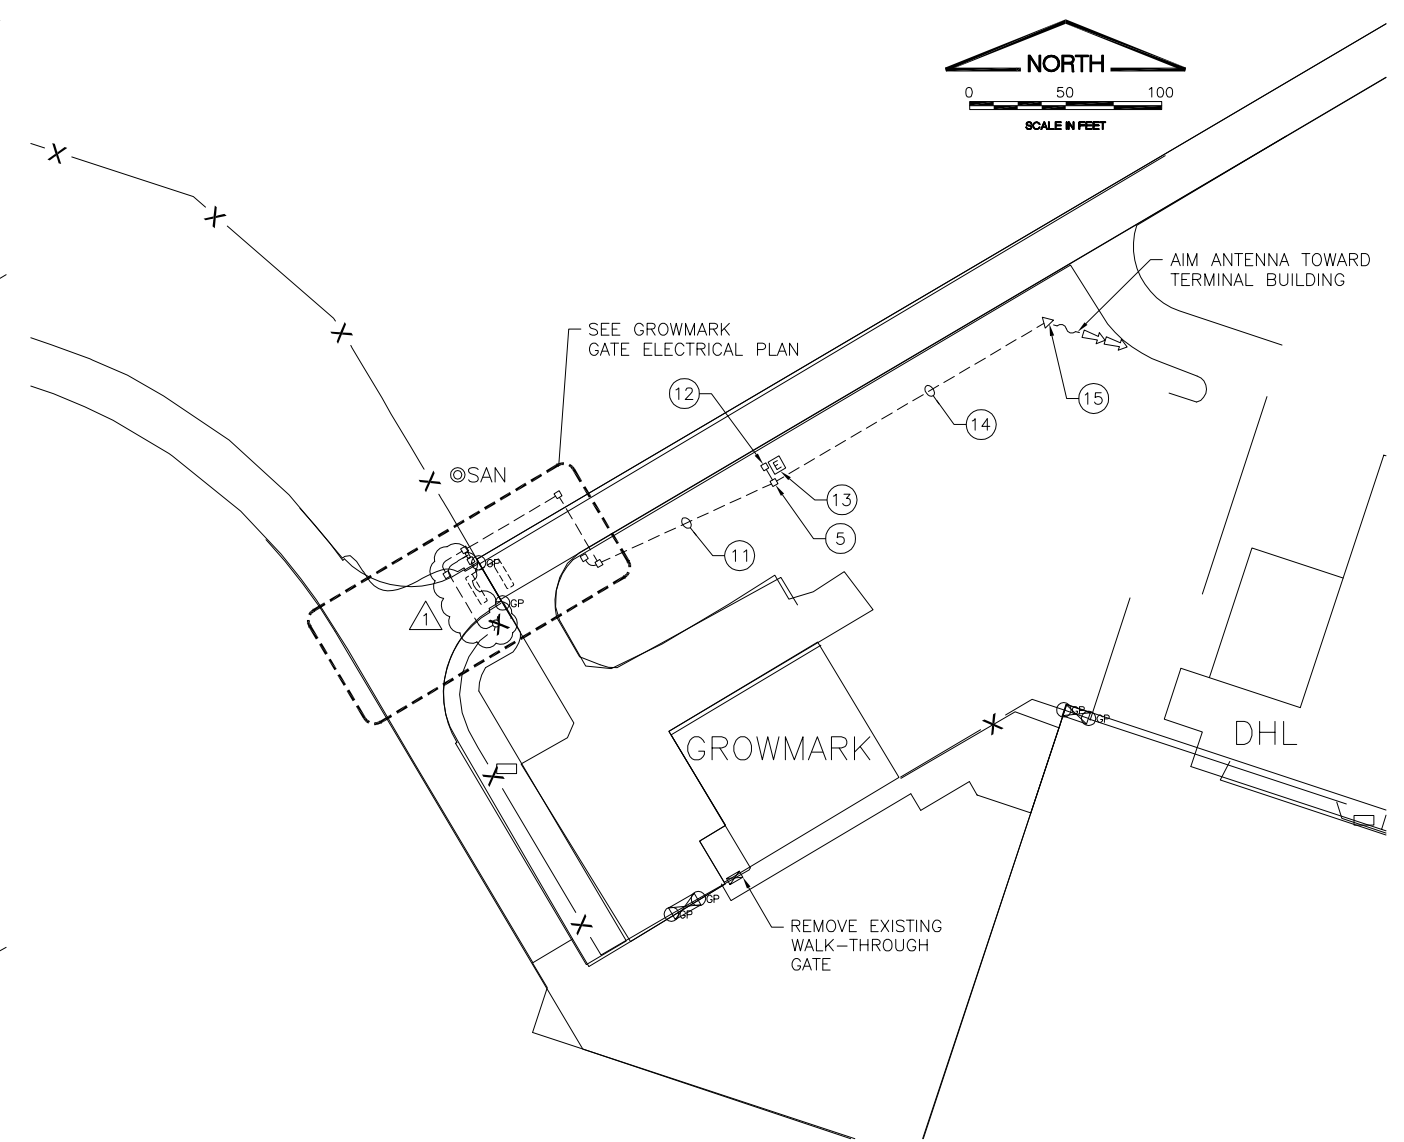 NORTH
0 50 100
SCALE IN FEET
AIM ANTENNA TOWARD
TERMINAL BUILDING
SEE GROWMARK
GATE ELECTRICAL PLAN
12
15
14
SAN
E
13
5
11
GP
GP
1
GP
GP
DHL
GROWMARK
GP
GP
REMOVE EXISTING
WALK-THROUGH
GATE